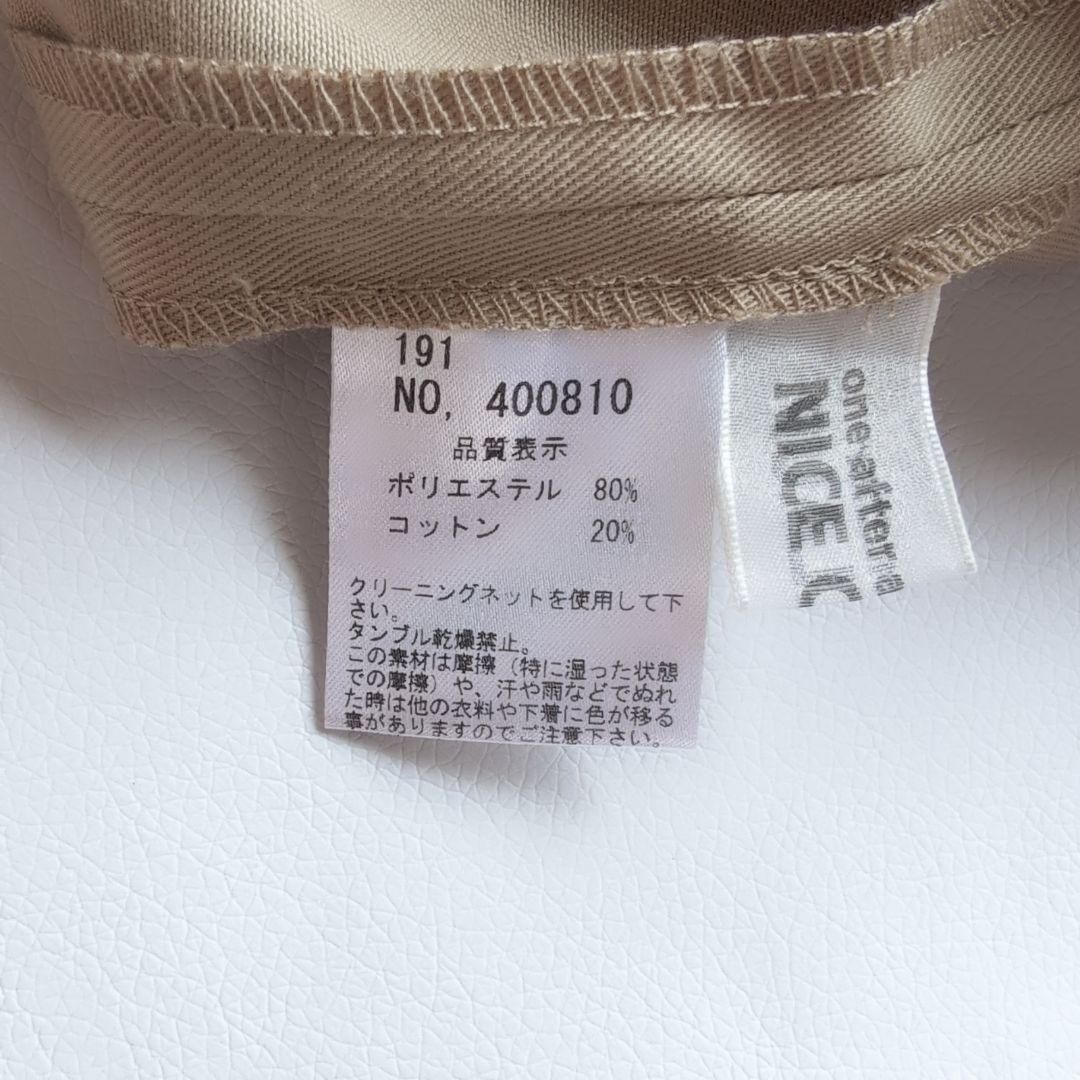 191
NO, 400810
品質表示
ポリエステル 80%
コットン 20%
クリーニングネットを使用して下
さい。
タンブル乾燥禁止。
この素材は摩擦（特に湿った状態
での摩擦）や、汗や雨などでぬれ
た時は他の衣料や下着に色が移る
事がありますのでご注意下さい。
one after a
NICE